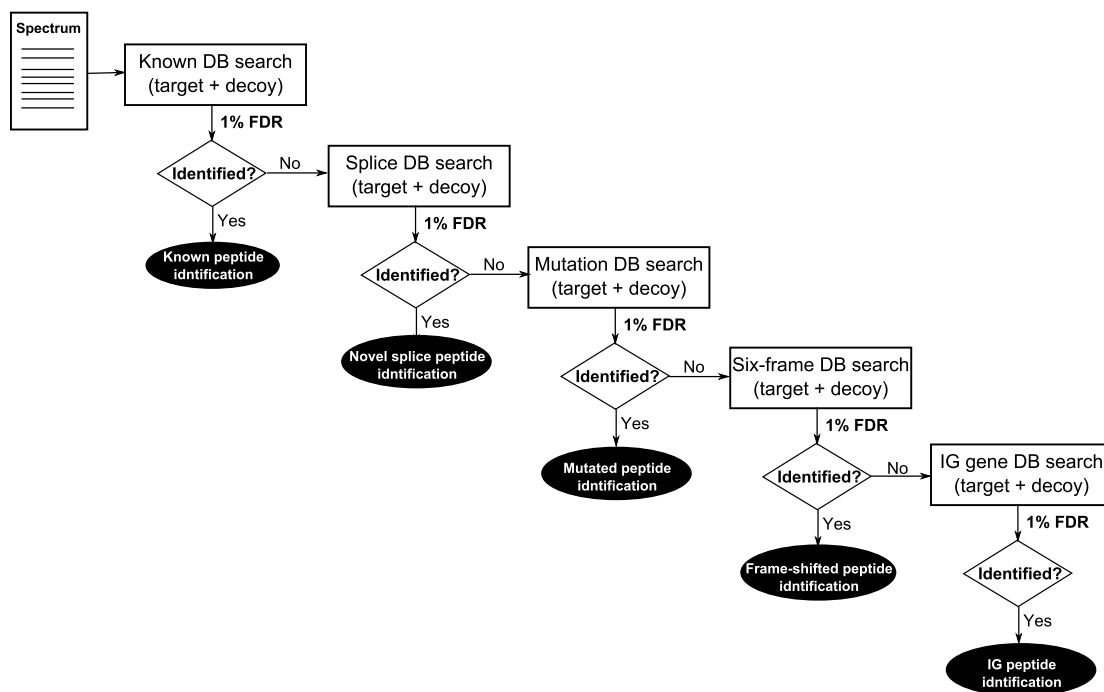 Spectrum
Known DB search
(target + decoy)
1% FDR
Identified?
No
Yes
Known peptide
idntification
Splice DB search
(target + decoy)
1% FDR
Identified?
No
Yes
Novel splice peptide
idntification
Mutation DB search
(target + decoy)
1% FDR
Identified?
No
Yes
Mutated peptide
idntification
Six-frame DB search
(target + decoy)
1% FDR
Identified?
No
Yes
Frame-shifted peptide
idntification
IG gene DB search
(target + decoy)
1% FDR
Identified?
Yes
IG peptide
idntification